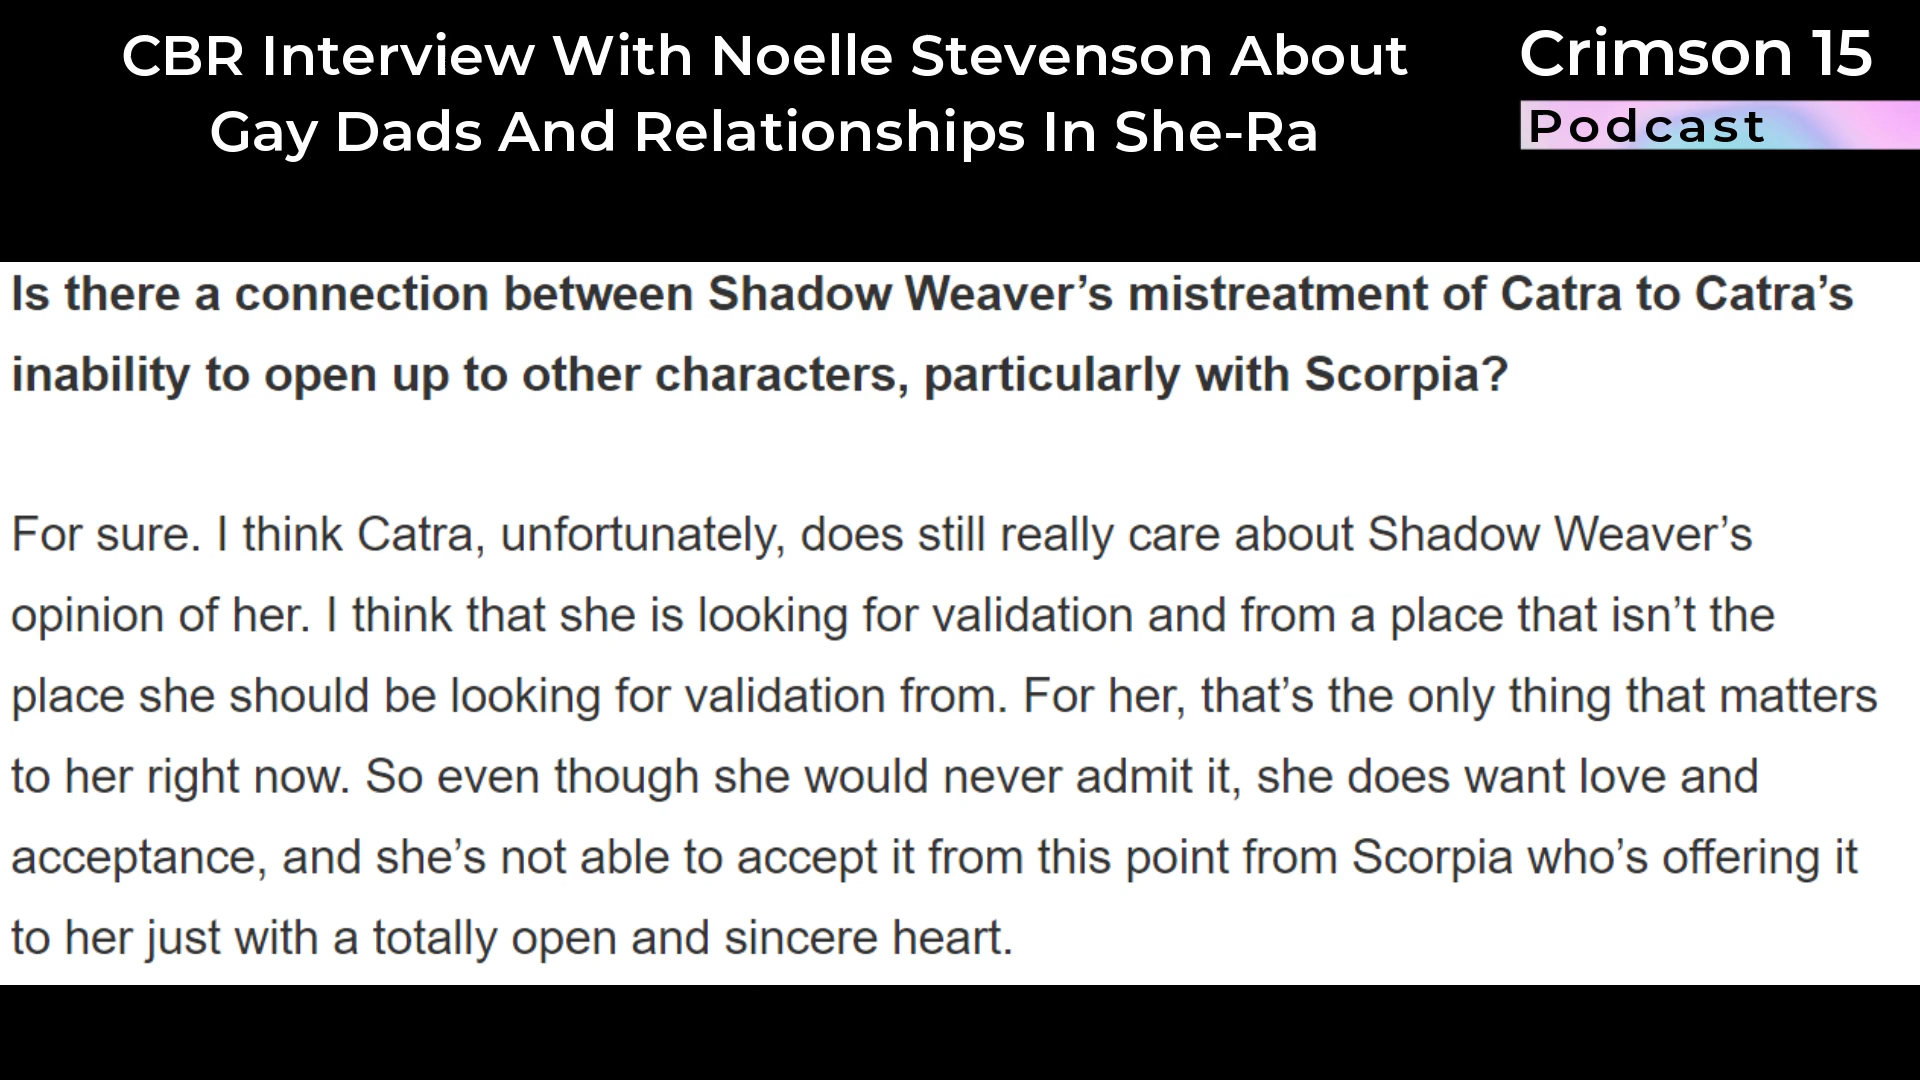 CBR Interview With Noelle Stevenson About
Gay Dads And Relationships In She-Ra
Crimson 15
Podcast
Is there a connection between Shadow Weaver’s mistreatment of Catra to Catra’s
inability to open up to other characters, particularly with Scorpia?
For sure. I think Catra, unfortunately, does still really care about Shadow Weaver’s
opinion of her. I think that she is looking for validation and from a place that isn’t the
place she should be looking for validation from. For her, that’s the only thing that matters
to her right now. So even though she would never admit it, she does want love and
acceptance, and she’s not able to accept it from this point from Scorpia who’s offering it
to her just with a totally open and sincere heart.